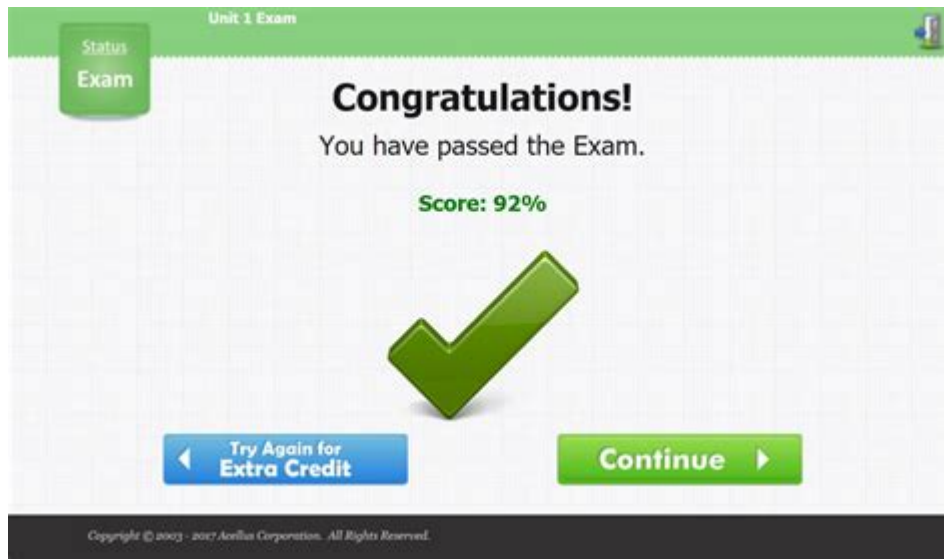 Unit 1 Exam
Status
Exam
Congratulations!
You have passed the Exam.
Score: 92%
Try Again for
Extra Credit
Continue
Copyright © 2003 - 2017 Acellus Corporation. All Rights Reserved.